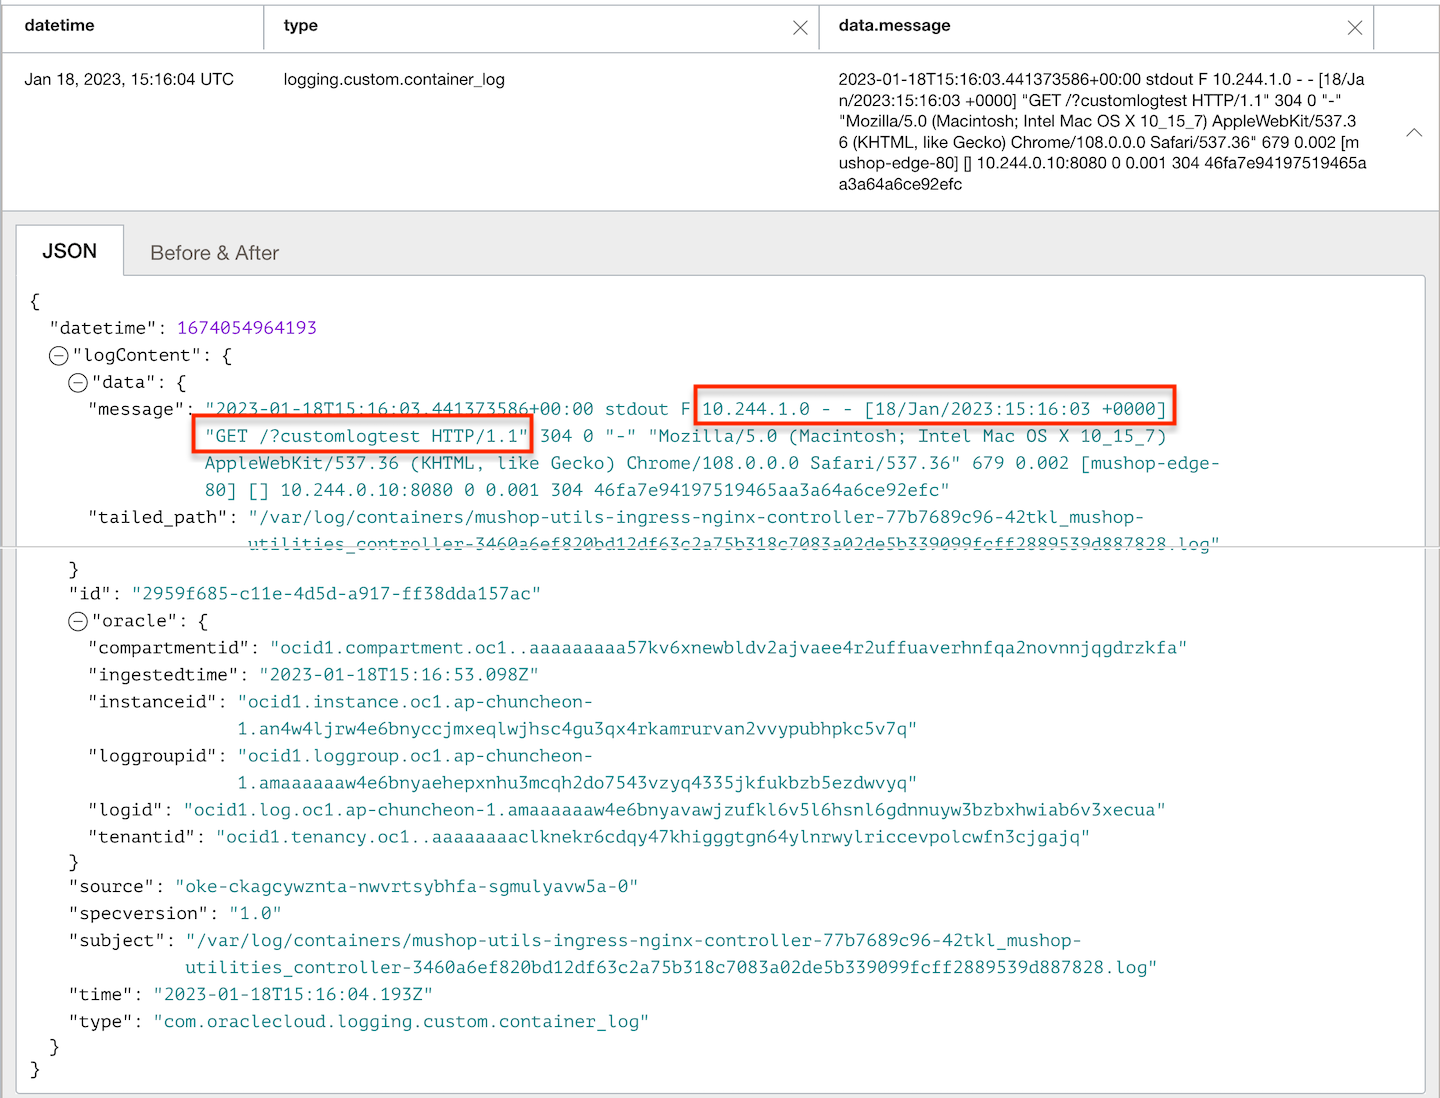 datetime type data.message
Jan 18, 2023, 15:16:04 UTC logging.custom.container_log 2023-01-18T15:16:03.441373586+00:00 stdout F 10.244.1.0 - - [18/Ja
n/2023:15:16:03 +0000] "GET /?customlogtest HTTP/1.1" 304 0 "-"
"Mozilla/5.0 (Macintosh; Intel Mac OS X 10_15_7) AppleWebKit/537.3
6 (KHTML, like Gecko) Chrome/108.0.0.0 Safari/537.36" 679 0.002 [m
ushop-edge-80] [] 10.244.0.10:8080 0 0.001 304 46fa7e94197519465a
a3a64a6ce92efc
JSON Before & After
{
"datetime": 1674054964193
"logContent": {
"data": {
"message": "2023-01-18T15:16:03.441373586+00:00 stdout F 10.244.1.0 - - [18/Jan/2023:15:16:03 +0000]
"GET /?customlogtest HTTP/1.1" 304 0 "-" "Mozilla/5.0 (Macintosh; Intel Mac OS X 10_15_7)
AppleWebKit/537.36 (KHTML, like Gecko) Chrome/108.0.0.0 Safari/537.36" 679 0.002 [mushop-edge-
80] [] 10.244.0.10:8080 0 0.001 304 46fa7e94197519465aa3a64a6ce92efc"
"tailed_path": "/var/log/containers/mushop-utils-ingress-nginx-controller-77b7689c96-42tkl_mushop-
utilities_controller-3460a6ef820bd12df63c2a75b318c7083a02de5b339099fcff2889539d887828.log"
}
"id": "2959f685-c11e-4d5d-a917-ff38dda157ac"
"oracle": {
"compartmentid": "ocid1.compartment.oc1..aaaaaaaaa57kv6xnewbldv2ajvaee4r2uffuaverhnfqa2novnnjqgdrzkfa"
"ingestedtime": "2023-01-18T15:16:53.098Z"
"instanceid": "ocid1.instance.oc1.ap-chuncheon-
1.an4w4ljrw4e6bnyccjmxeqlwjhsc4gu3qx4rkamrurvan2vvypubhpkc5v7q"
"loggroupid": "ocid1.loggroup.oc1.ap-chuncheon-
1.amaaaaaaw4e6bnyaehepxnhu3mcqh2do7543vzyq4335jkfukbzb5ezdwvyq"
"logid": "ocid1.log.oc1.ap-chuncheon-1.amaaaaaaw4e6bnyavawjzufkl6v5l6hsnl6gdnnuyw3bzbxhwiab6v3xecua"
"tenantid": "ocid1.tenancy.oc1..aaaaaaaaclknekr6cdqy47khigggtgn64ylnrwylriccevpolcwfn3cjgajq"
}
"source": "oke-ckagcywznta-nwvrtsybhfa-sgmulyavw5a-0"
"specversion": "1.0"
"subject": "/var/log/containers/mushop-utils-ingress-nginx-controller-77b7689c96-42tkl_mushop-
utilities_controller-3460a6ef820bd12df63c2a75b318c7083a02de5b339099fcff2889539d887828.log"
"time": "2023-01-18T15:16:04.193Z"
"type": "com.oraclecloud.logging.custom.container_log"
}
}